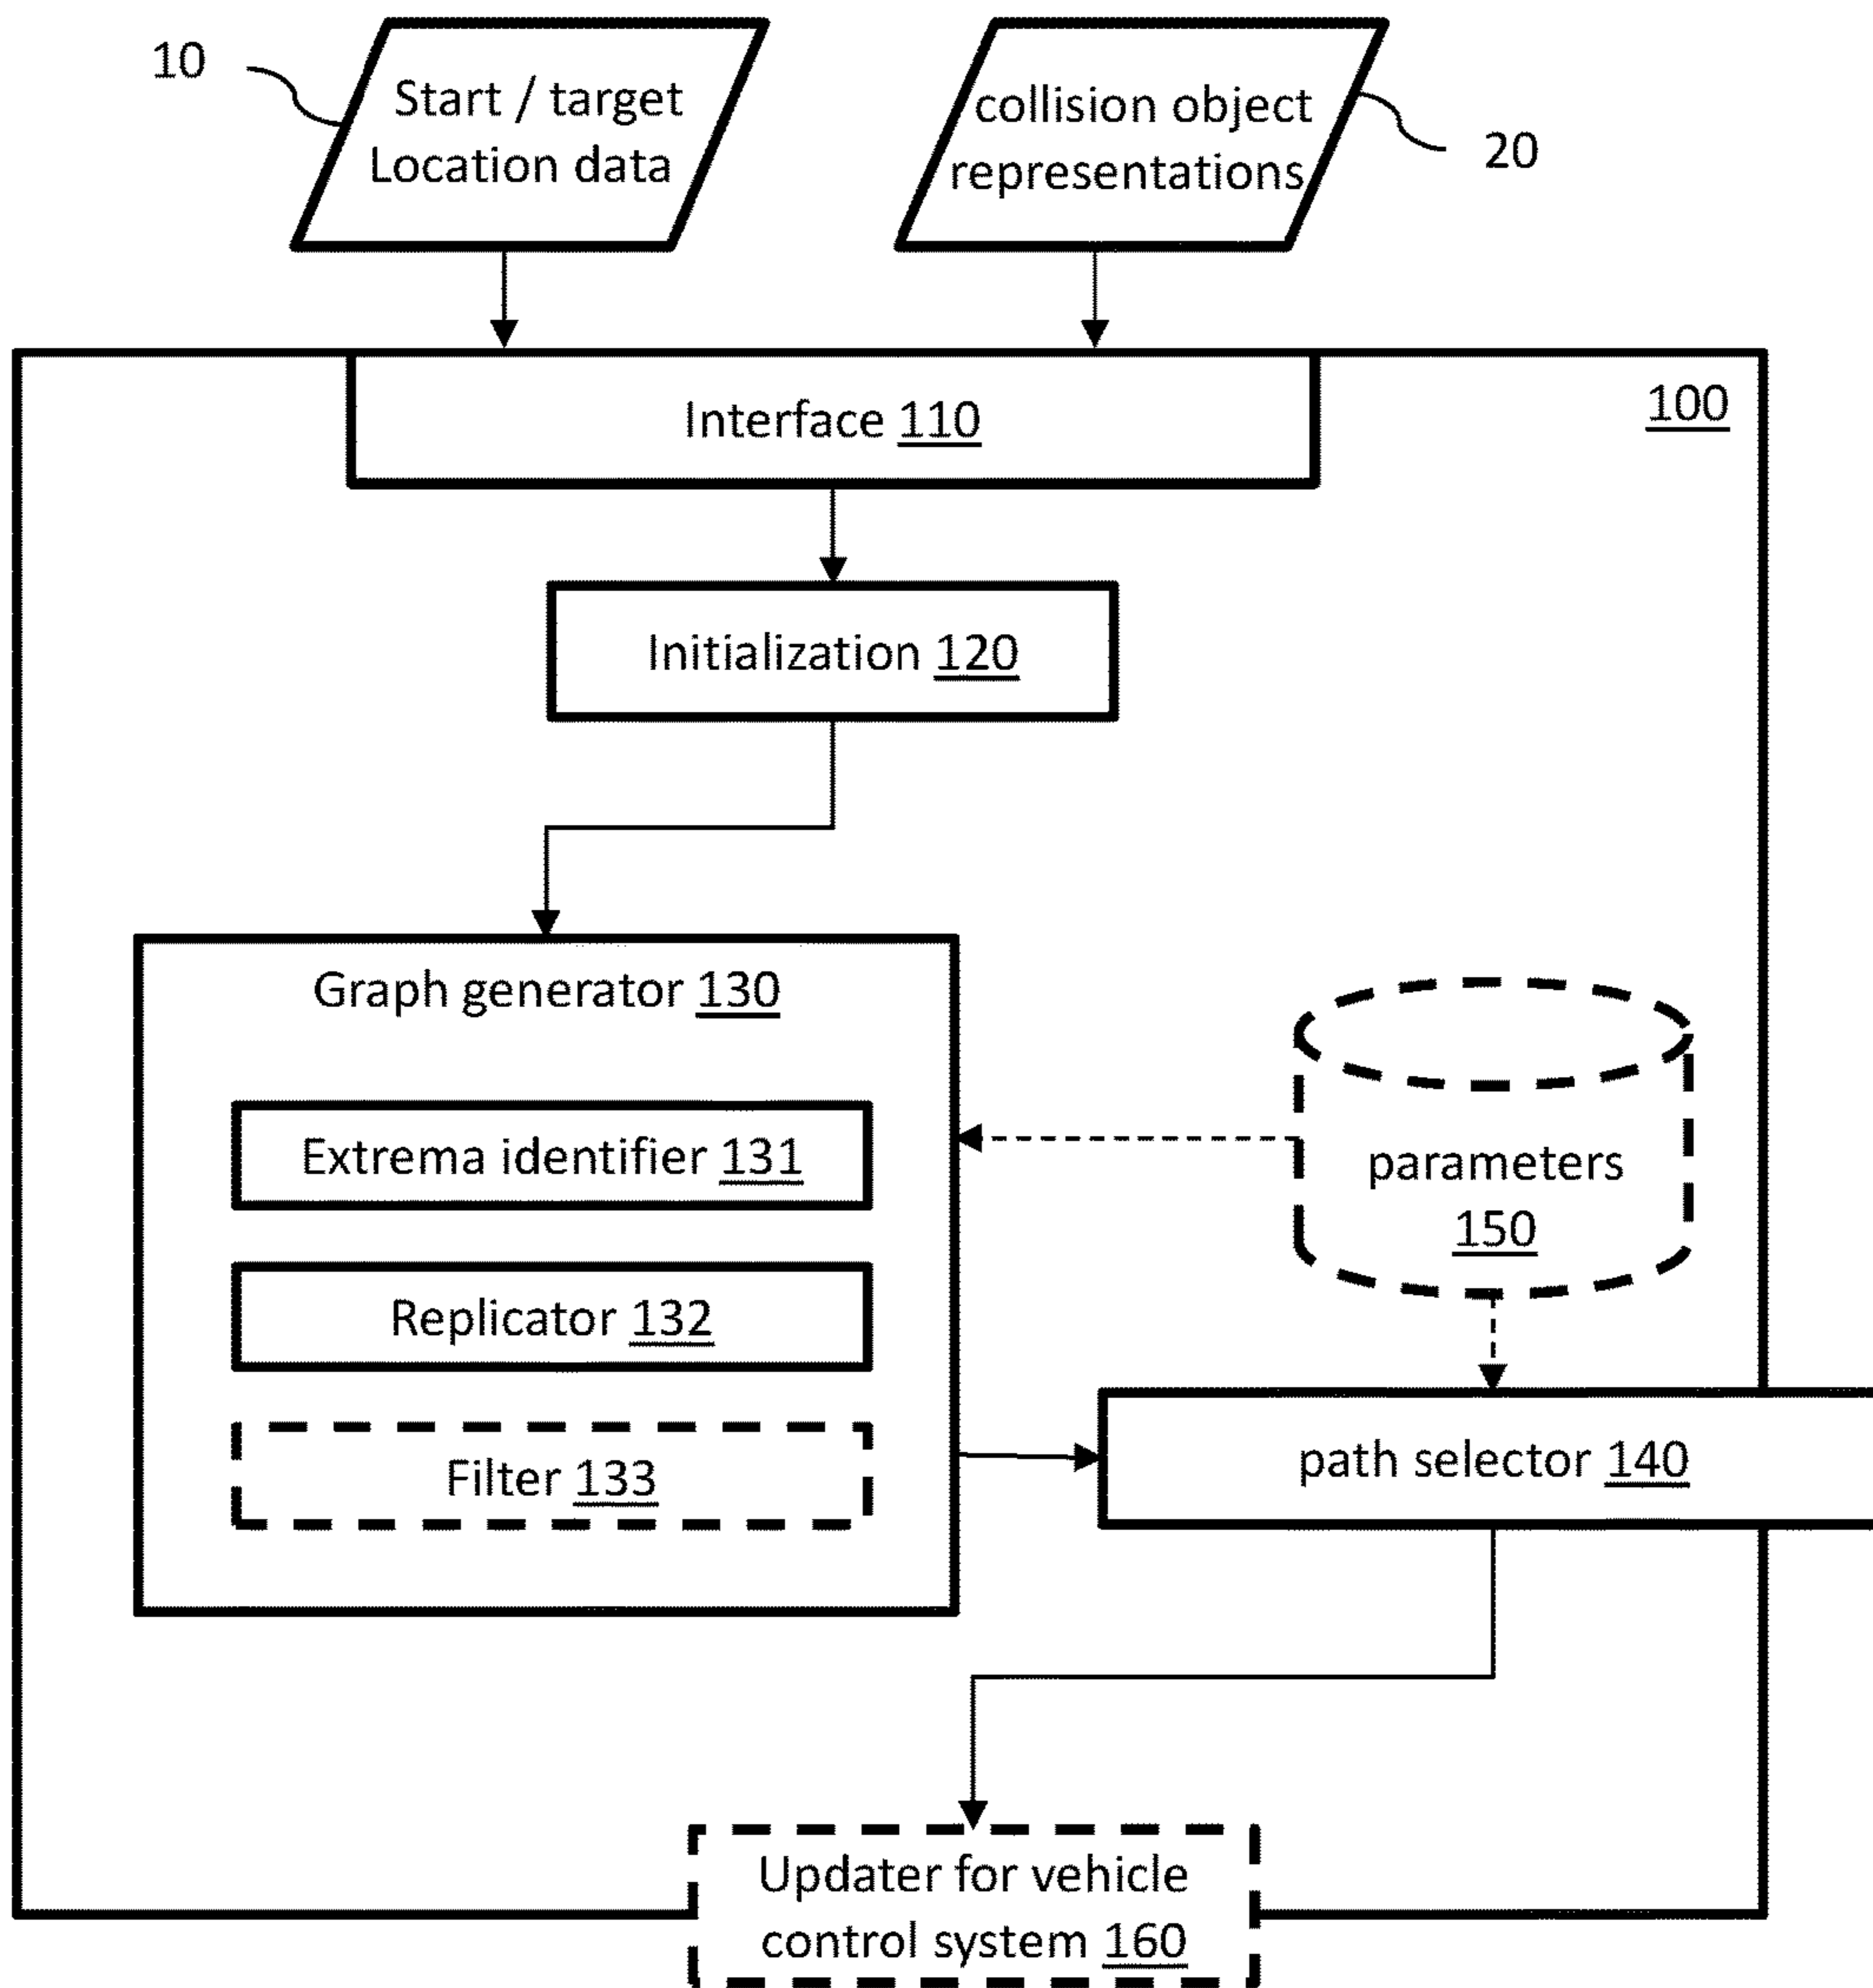 10
Start / target
Location data
collision object
representations
20
Interface 110
100
Initialization 120
Graph generator 130
Extrema identifier 131
Replicator 132
Filter 133
parameters
150
path selector 140
Updater for vehicle
control system 160